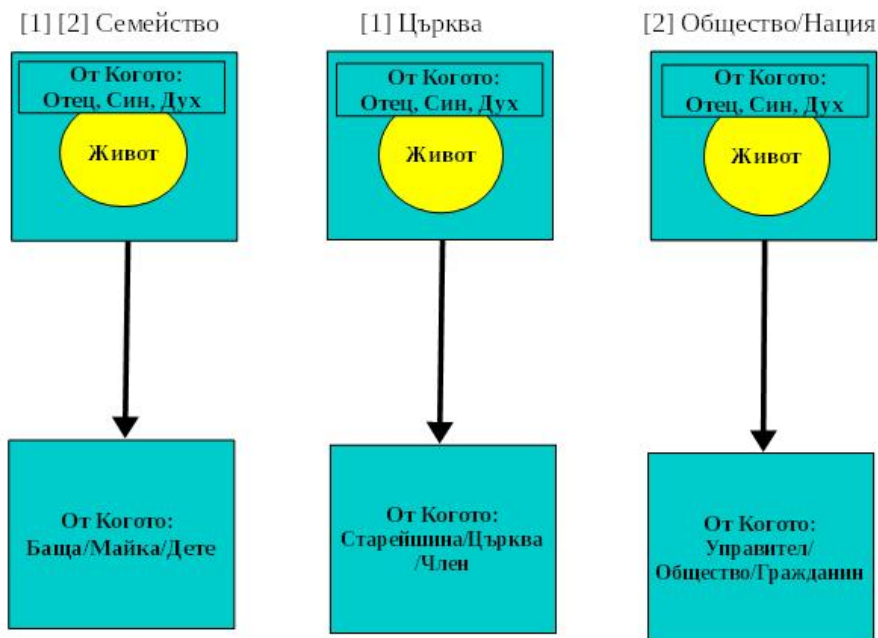 [1] [2] Семейство
От Когото:
Отец, Син, Дух
Живот
От Когото:
Баща/Майка/Дете
[1] Църква
От Когото:
Отец, Син, Дух
Живот
От Когото:
Старейшина/Църква
/Член
[2] Общество/Нация
От Когото:
Отец, Син, Дух
Живот
От Когото:
Управител/
Общество/Гражданин